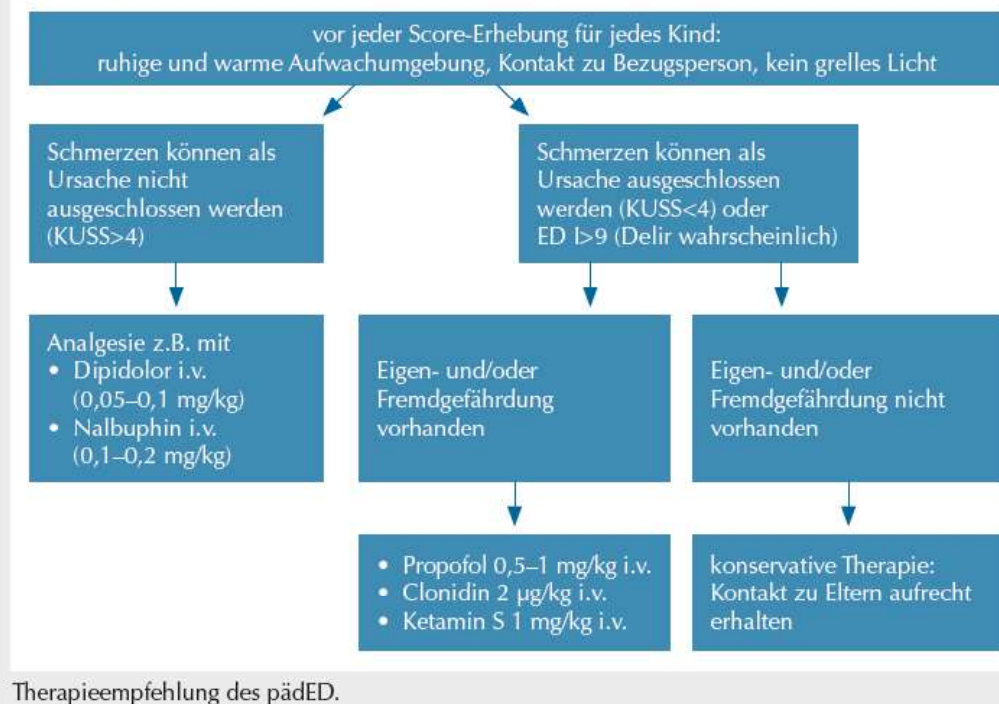 vor jeder Score-Erhebung für jedes Kind:
ruhige und warme Aufwachumgebung, Kontakt zu Bezugsperson, kein grelles Licht
Schmerzen können als
Ursache nicht
ausgeschlossen werden
(KUSS>4)
Schmerzen können als
Ursache ausgeschlossen
werden (KUSS<4) oder
ED I>9 (Delir wahrscheinlich)
Analgesie z.B. mit
• Dipidolor i.v.
(0,05–0,1 mg/kg)
• Nalbuphin i.v.
(0,1–0,2 mg/kg)
Eigen- und/oder
Fremdgefährdung
vorhanden
Eigen- und/oder
Fremdgefährdung nicht
vorhanden
• Propofol 0,5–1 mg/kg i.v.
• Clonidin 2 µg/kg i.v.
• Ketamin S 1 mg/kg i.v.
konservative Therapie:
Kontakt zu Eltern aufrecht
erhalten
Therapieempfehlung des pädED.